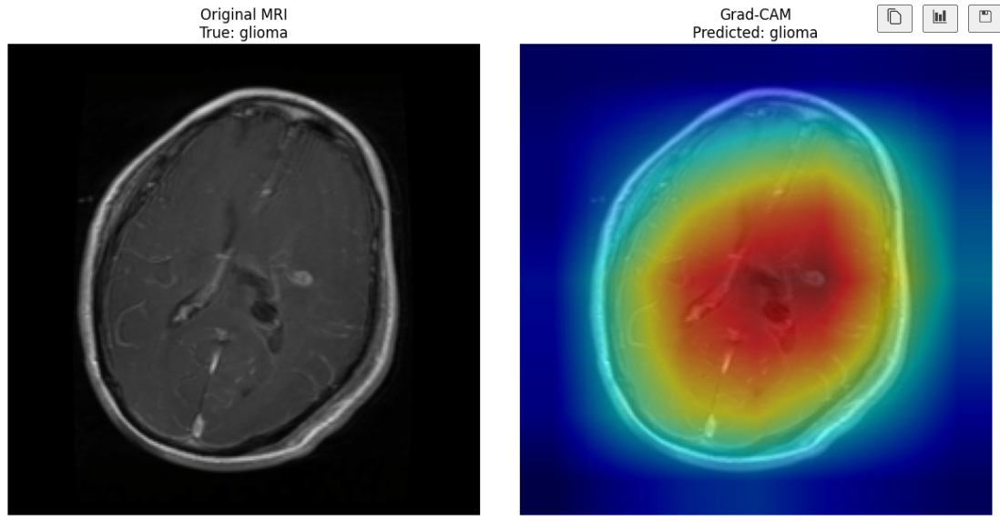 Original MRI
True: glioma
Grad-CAM
Predicted: glioma